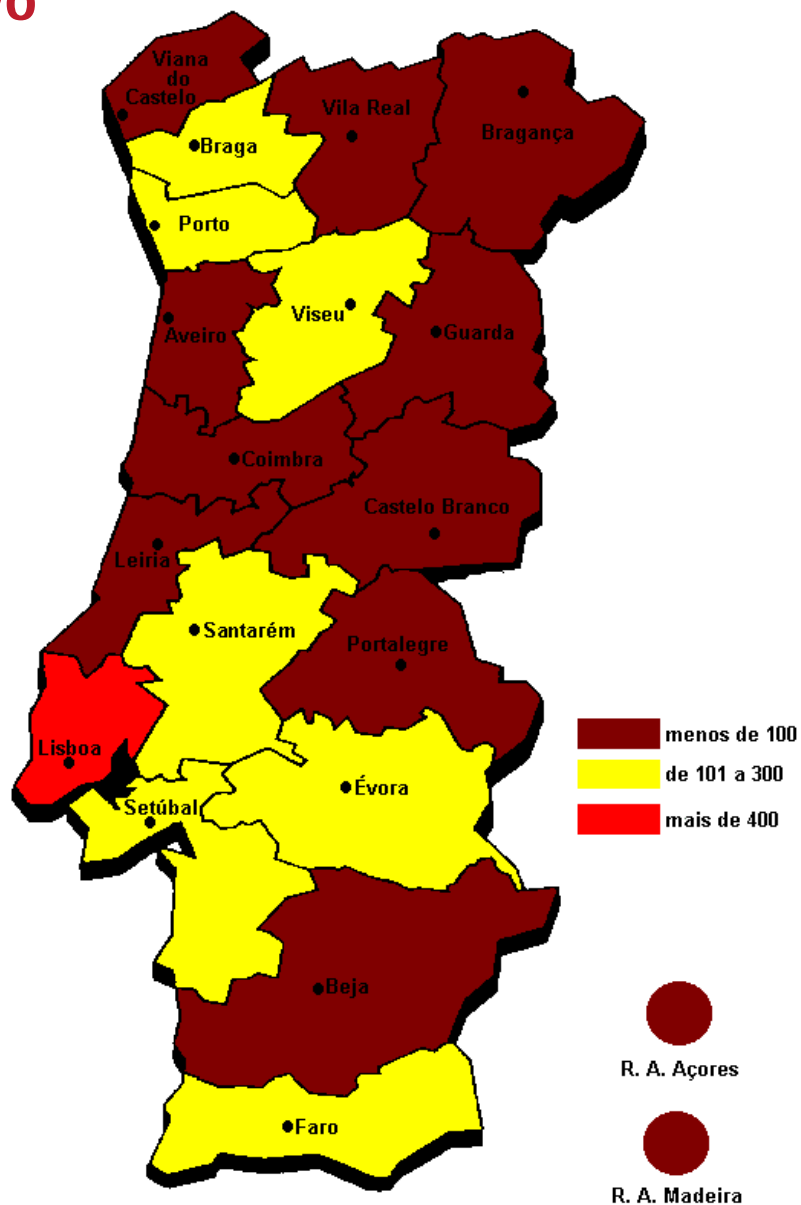 Viana
do
Castelo
Vila Real
Bragança
Braga
Porto
Viseu
Aveiro
Guarda
Coimbra
Castelo Branco
Leiria
Santarém
Portalegre
Lisboa
Évora
Setúbal
Beja
Faro
menos de 100
de 101 a 300
mais de 400
R. A. Açores
R. A. Madeira